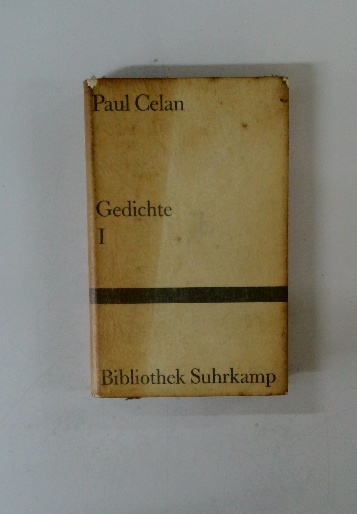 Paul Celan
Gedichte
I
Bibliothek Suhrkamp